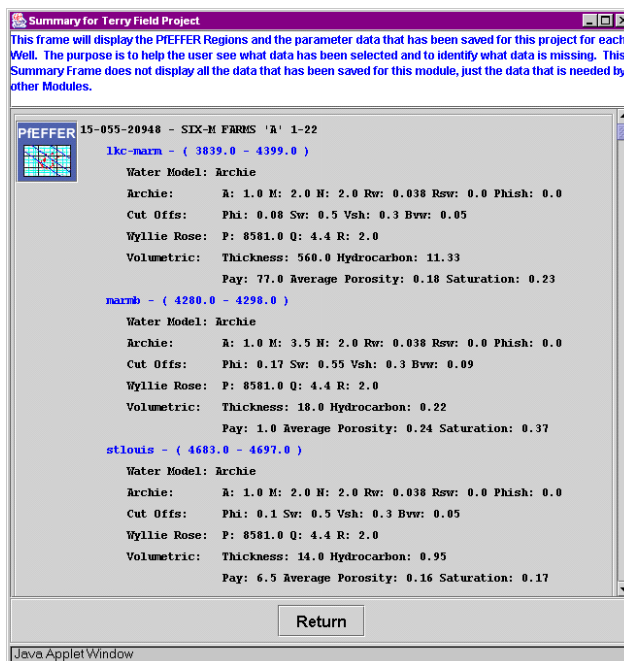 Summary for Terry Field Project
This frame will display the PfEFFER Regions and the parameter data that has been saved for this project for each
Well. The purpose is to help the user see what data has been selected and to identify what data is missing. This
Summary Frame does not display all the data that has been saved for this module, just the data that is needed by
other Modules.
PfEFFER
15-055-20948 - SIX-M FARMS 'A' 1-22
lkc-marm - ( 3839.0 - 4399.0 )
Water Model: Archie
Archie: A: 1.0 M: 2.0 N: 2.0 Rw: 0.038 Rsw: 0.0 Phish: 0.0
Cut Offs: Phi: 0.08 Sw: 0.5 Vsh: 0.3 Bvw: 0.05
Wyllie Rose: P: 8581.0 Q: 4.4 R: 2.0
Volumetric: Thickness: 560.0 Hydrocarbon: 11.33
Pay: 77.0 Average Porosity: 0.18 Saturation: 0.23
marmb - ( 4280.0 - 4298.0 )
Water Model: Archie
Archie: A: 1.0 M: 3.5 N: 2.0 Rw: 0.038 Rsw: 0.0 Phish: 0.0
Cut Offs: Phi: 0.17 Sw: 0.55 Vsh: 0.3 Bvw: 0.09
Wyllie Rose: P: 8581.0 Q: 4.4 R: 2.0
Volumetric: Thickness: 18.0 Hydrocarbon: 0.22
Pay: 1.0 Average Porosity: 0.24 Saturation: 0.37
stlouis - ( 4683.0 - 4697.0 )
Water Model: Archie
Archie: A: 1.0 M: 2.0 N: 2.0 Rw: 0.038 Rsw: 0.0 Phish: 0.0
Cut Offs: Phi: 0.1 Sw: 0.5 Vsh: 0.3 Bvw: 0.05
Wyllie Rose: P: 8581.0 Q: 4.4 R: 2.0
Volumetric: Thickness: 14.0 Hydrocarbon: 0.95
Pay: 6.5 Average Porosity: 0.16 Saturation: 0.17
Return
Java Applet Window